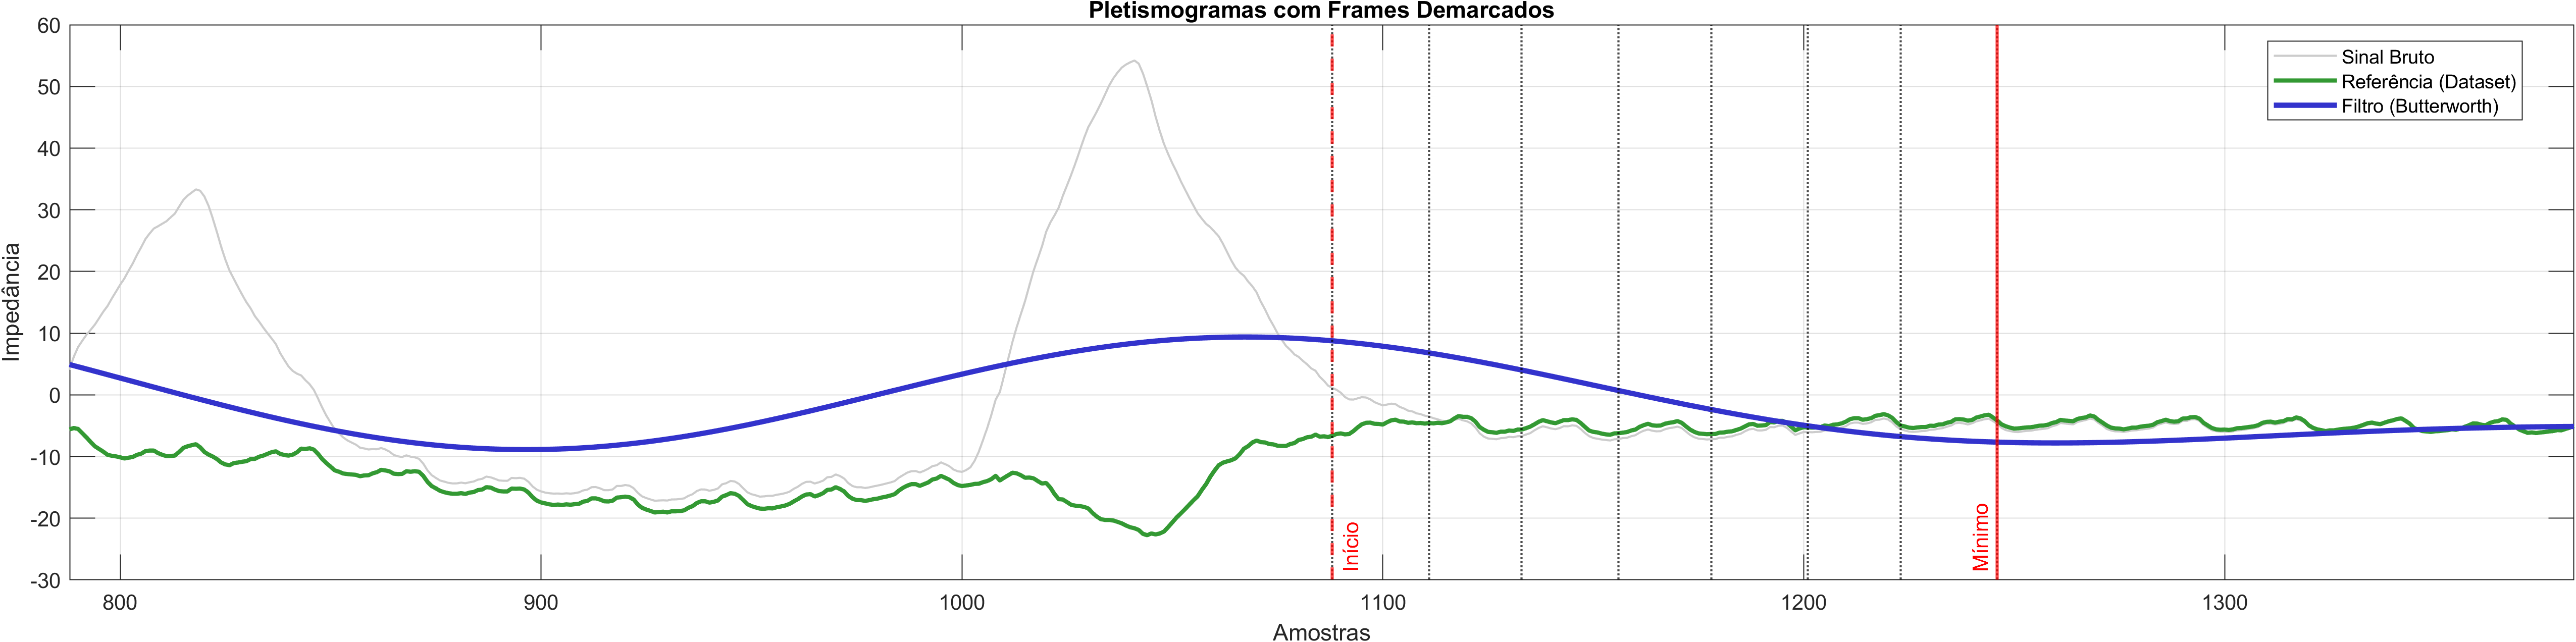 Pletismogramas com Frames Demarcados
60
50
40
30
20
10
0
-10
-20
-30
Impedância
Sinal Bruto
Referência (Dataset)
Filtro (Butterworth)
Início
Mínimo
800
900
1000
1100
1200
1300
Amostras